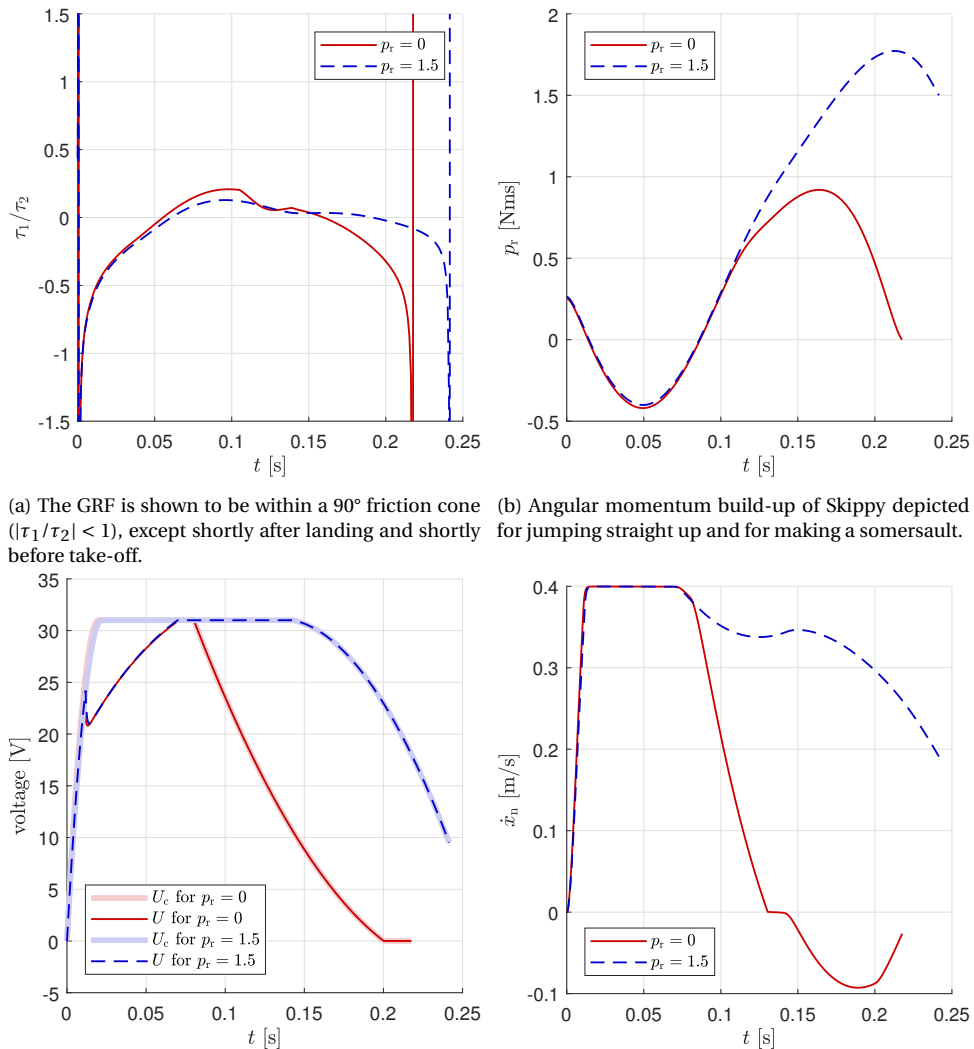 1.5
1
0.5
0
-0.5
-1
-1.5
τ₁/τ₂
0
0.05
0.1
0.15
0.2
0.25
t [s]
pᵣ = 0
pᵣ = 1.5
2
1.5
1
0.5
0
-0.5
pᵣ [Nms]
0
0.05
0.1
0.15
0.2
0.25
t [s]
pᵣ = 0
pᵣ = 1.5
(a) The GRF is shown to be within a 90° friction cone
(|τ₁/τ₂| < 1), except shortly after landing and shortly
before take-off.
(b) Angular momentum build-up of Skippy depicted
for jumping straight up and for making a somersault.
35
30
25
20
15
10
5
0
-5
voltage [V]
0
0.05
0.1
0.15
0.2
0.25
t [s]
U_c for pᵣ = 0
U for pᵣ = 0
U_c for pᵣ = 1.5
U for pᵣ = 1.5
0.4
0.3
0.2
0.1
0
-0.1
ẋₙ [m/s]
0
0.05
0.1
0.15
0.2
0.25
t [s]
pᵣ = 0
pᵣ = 1.5